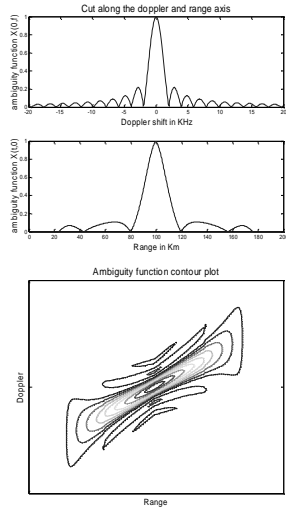 Cut along the doppler and range axis
ambiguity function X(0,f)
1
0.8
0.6
0.4
0.2
0
-20 -15 -10 -5 0 5 10 15 20
Doppler shift in KHz
ambiguity function X(t,0)
1
0.8
0.6
0.4
0.2
0
0 20 40 60 80 100 120 140 160 180 200
Range in Km
Ambiguity function contour plot
Doppler
Range